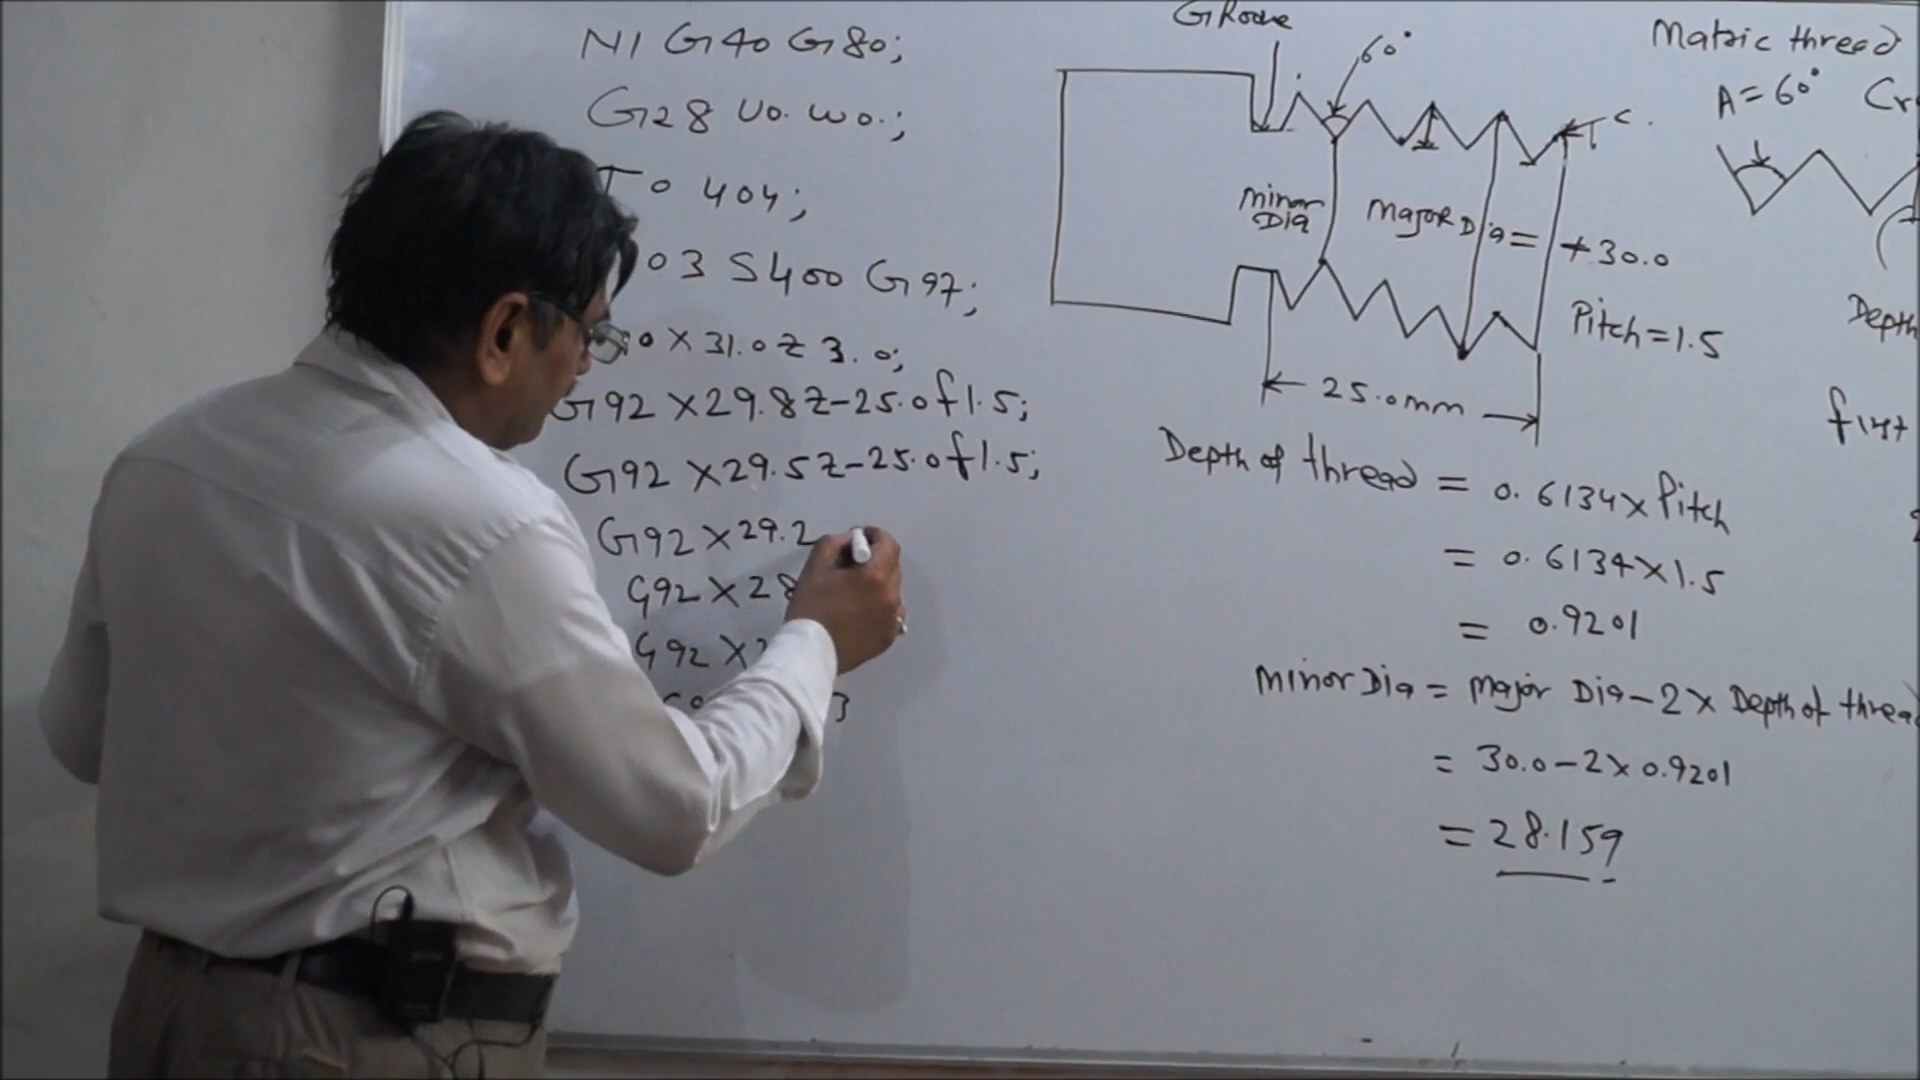 N1 G40 G80;
G28 U0. W0.;
T0404;
03 S400 G97;
0 X31.0 Z3.0;
G92 X29.8 Z-25.0 f1.5;
G92 X29.5 Z-25.0 f1.5;
G92 X29.2
G92 X28
G92 X2
GRoove
60°
C.
minor
Dia
Major Dia = +30.0
Pitch=1.5
25.0mm
Depth of thread = 0.6134 x Pitch
= 0.6134 x 1.5
= 0.9201
Minor Dia = Major Dia - 2 x Depth of thread
= 30.0 - 2 x 0.9201
= 28.159
Matric thread
A = 60° Cr
Depth
first